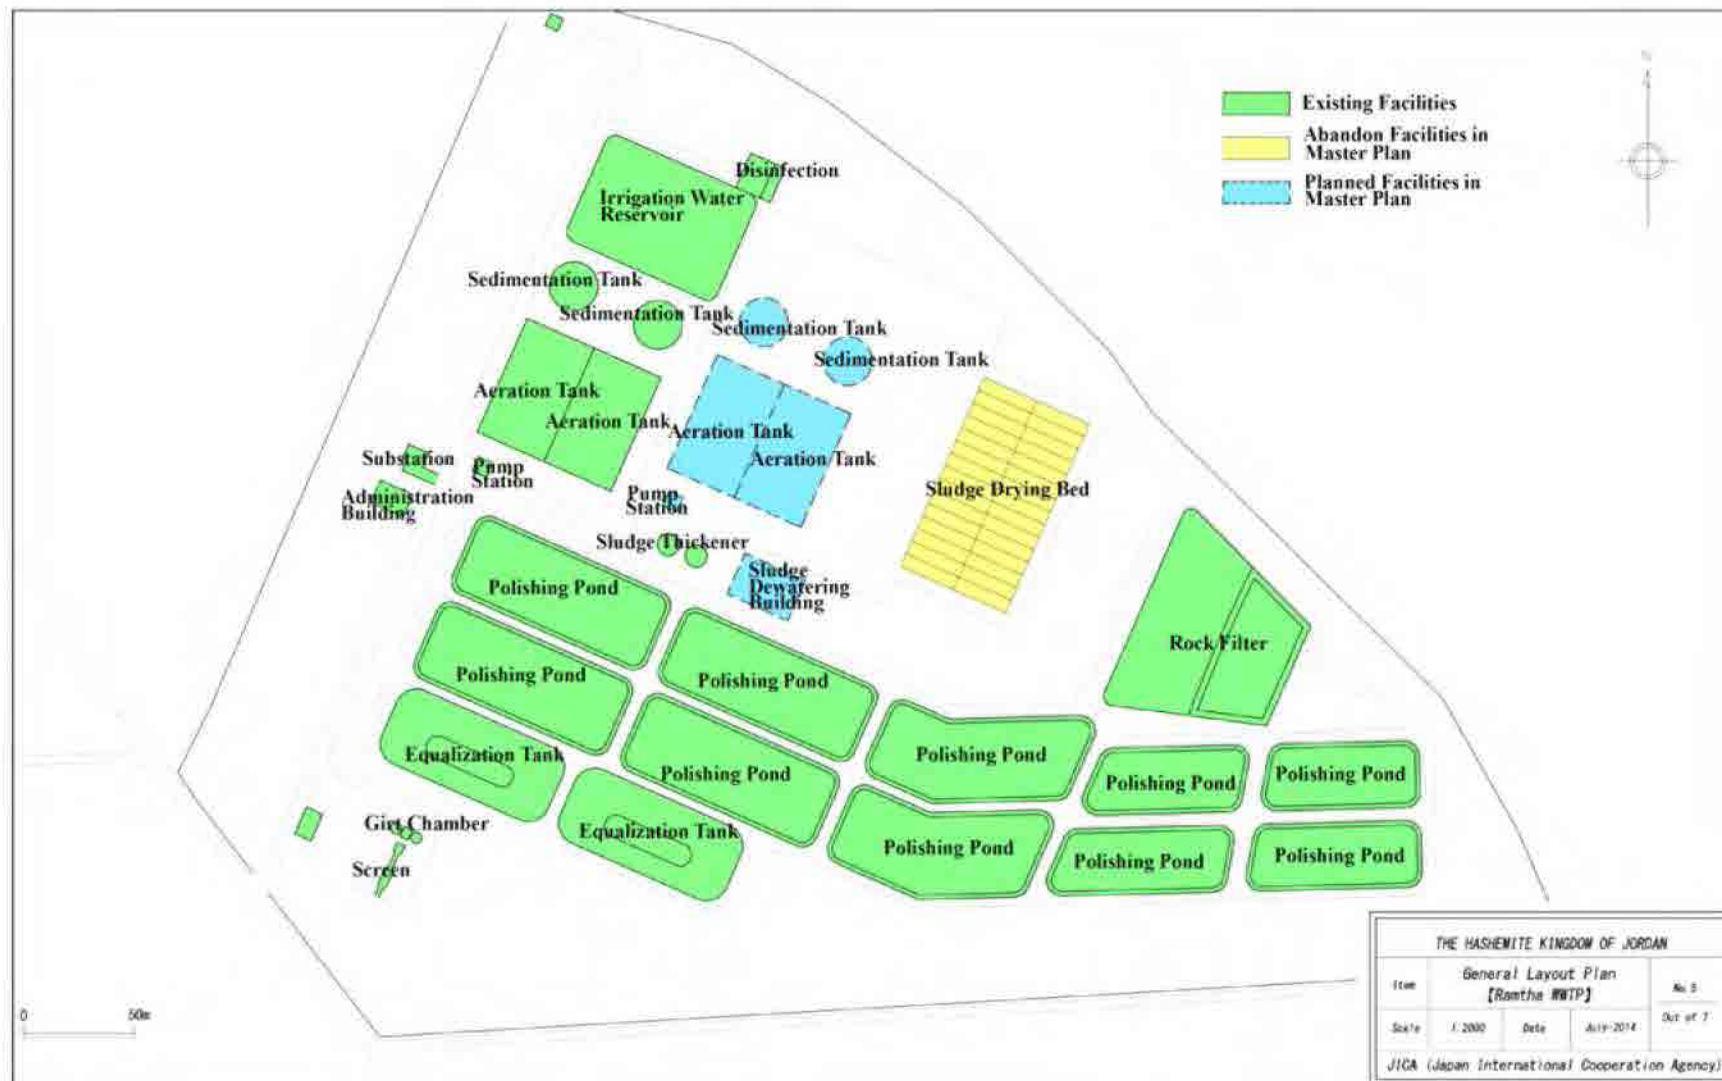 N
Existing Facilities
Abandon Facilities in
Master Plan
Planned Facilities in
Master Plan
Disinfection
Irrigation Water
Reservoir
Sedimentation Tank
Sedimentation Tank
Sedimentation Tank
Sedimentation Tank
Aeration Tank
Aeration Tank
Aeration Tank
Aeration Tank
Substation
Pump
Station
Administration
Building
Pump
Station
Sludge Drying Bed
Sludge Thickener
Sludge
Dewatering
Building
Polishing Pond
Polishing Pond
Polishing Pond
Polishing Pond
Rock Filter
Equalization Tank
Equalization Tank
Polishing Pond
Polishing Pond
Polishing Pond
Polishing Pond
Polishing Pond
Polishing Pond
Girt Chamber
Screen
0 50m
THE HASHEMITE KINGDOM OF JORDAN
Item
General Layout Plan
【Ramtha WWTP】
No.5
Out of 7
Scale 1:2000 Date July-2014
JICA (Japan International Cooperation Agency)